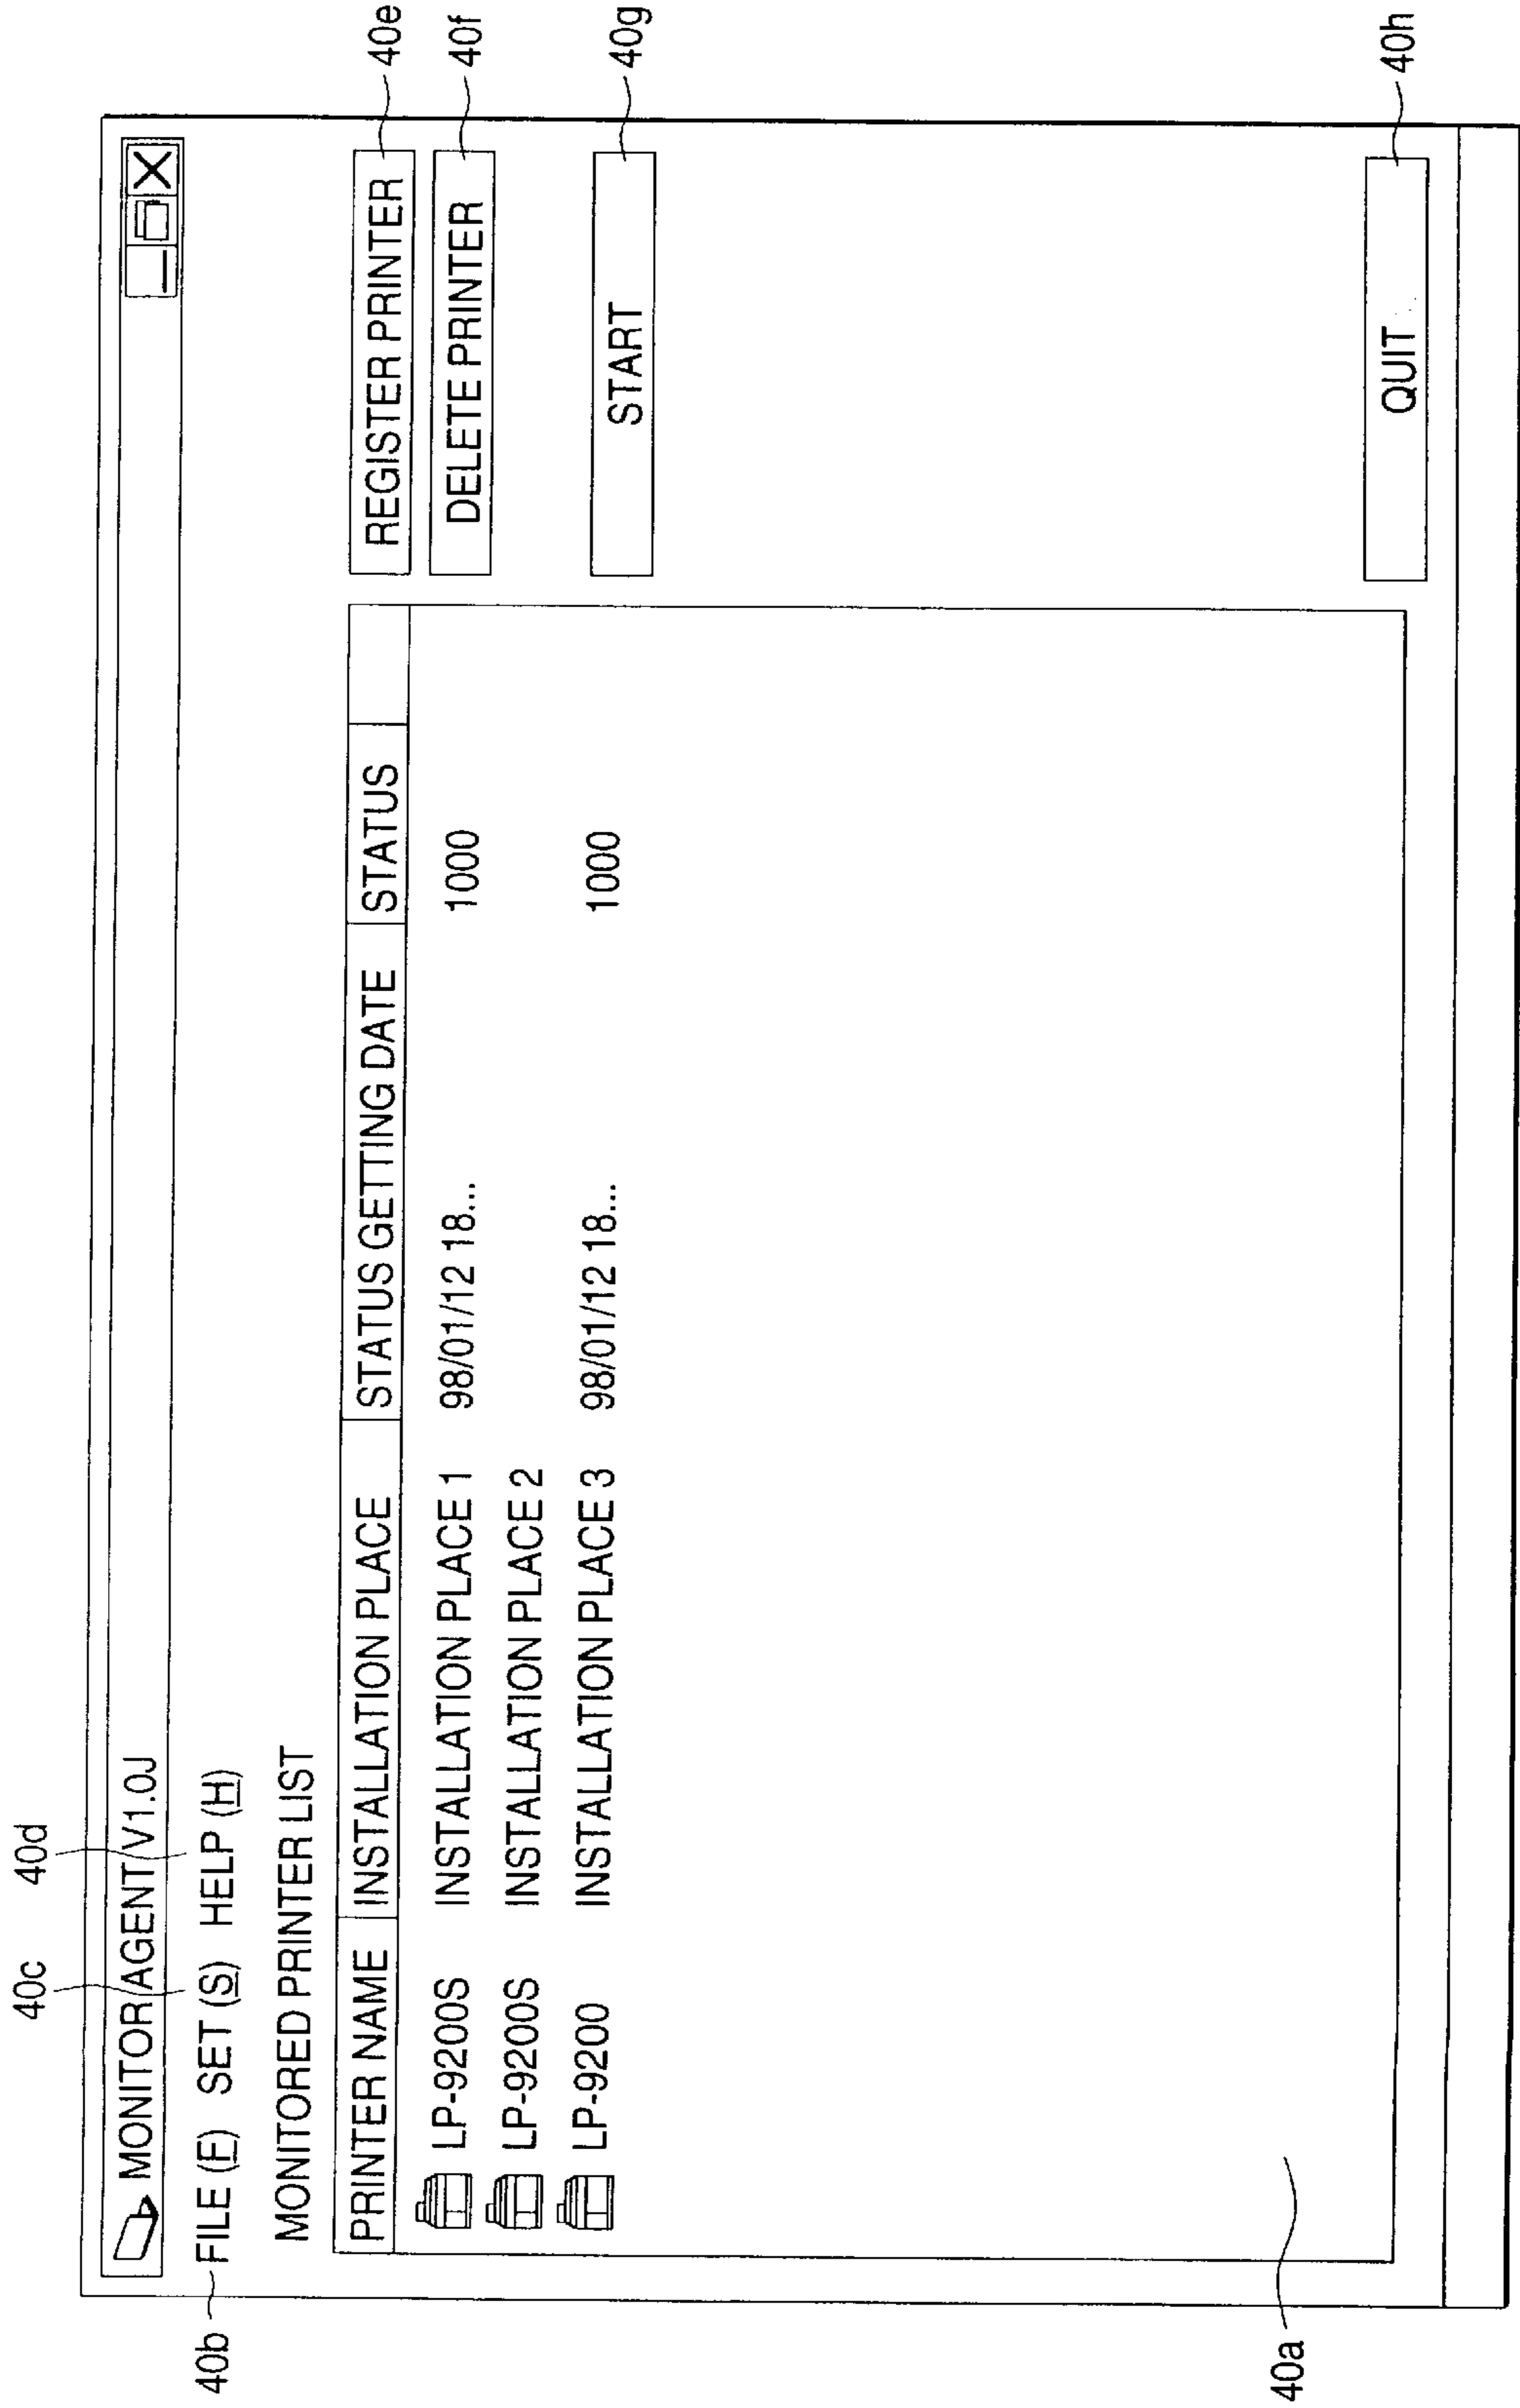 40c 40d
MONITOR AGENT V1.0J
40b FILE (F) SET (S) HELP (H)
MONITORED PRINTER LIST
PRINTER NAME INSTALLATION PLACE STATUS GETTING DATE STATUS
LP-9200S INSTALLATION PLACE 1 98/01/12 18... 1000
LP-9200S INSTALLATION PLACE 2
LP-9200 INSTALLATION PLACE 3 98/01/12 18... 1000
REGISTER PRINTER 40e
DELETE PRINTER 40f
START 40g
QUIT 40h
40a